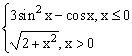 3sin²x-cosx, x≤0
√2+x², x>0